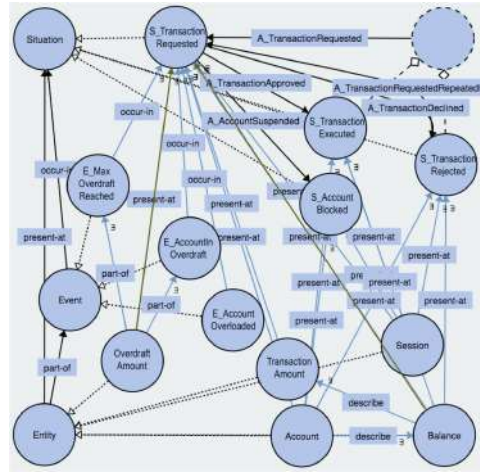 Situation
S_Transaction
Requested
A_TransactionRequested
A_TransactionApproved
A_TransactionRequestedRepeatedl
A_TransactionDeclined
A_AccountSuspended
occur-in
occur-in
occur-in
S_Transaction
Executed
E_Max
Overdraft
Reached
S_Transaction
Rejected
S_Account
Blocked
present-at
present-at
present-at
E_AccountIn
Overdraft
present-at
present-at
present-at
present-at
part-of
Event
part-of
E_Account
Overloaded
present-at
present-at
present-at
part-of
Overdraft
Amount
Transaction
Amount
Session
describe
Entity
Account
describe
Balance